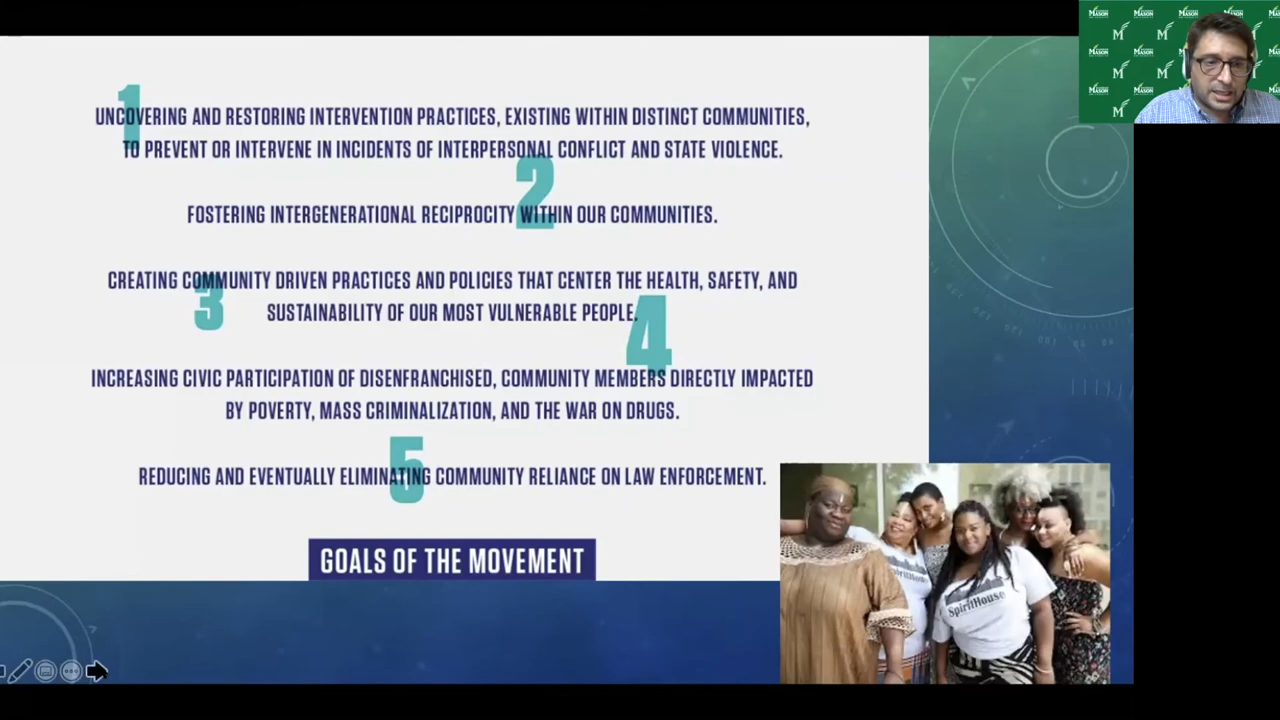 1
UNCOVERING AND RESTORING INTERVENTION PRACTICES, EXISTING WITHIN DISTINCT COMMUNITIES,
TO PREVENT OR INTERVENE IN INCIDENTS OF INTERPERSONAL CONFLICT AND STATE VIOLENCE.
2
FOSTERING INTERGENERATIONAL RECIPROCITY WITHIN OUR COMMUNITIES.
3
CREATING COMMUNITY DRIVEN PRACTICES AND POLICIES THAT CENTER THE HEALTH, SAFETY, AND
SUSTAINABILITY OF OUR MOST VULNERABLE PEOPLE.
4
INCREASING CIVIC PARTICIPATION OF DISENFRANCHISED, COMMUNITY MEMBERS DIRECTLY IMPACTED
BY POVERTY, MASS CRIMINALIZATION, AND THE WAR ON DRUGS.
5
REDUCING AND EVENTUALLY ELIMINATING COMMUNITY RELIANCE ON LAW ENFORCEMENT.
GOALS OF THE MOVEMENT
SpiritHouse
MASON
M